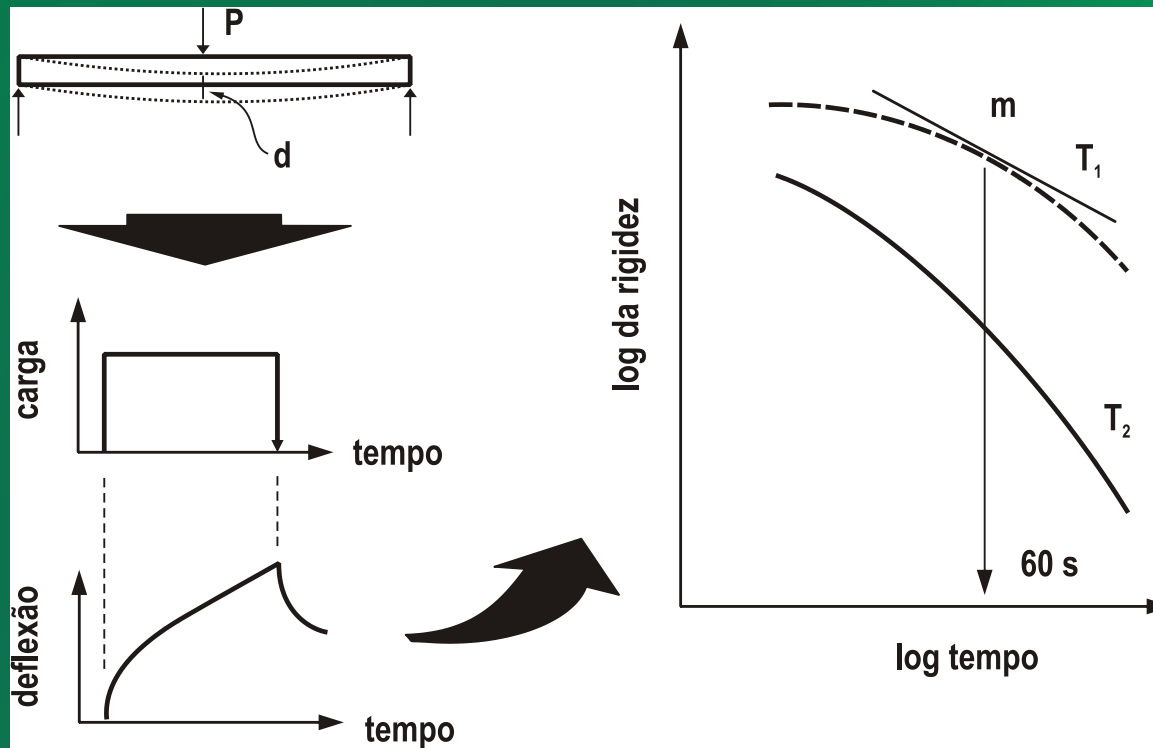 P
d
carga
tempo
deflexão
tempo
log da rigidez
m
T₁
T₂
60 s
log tempo